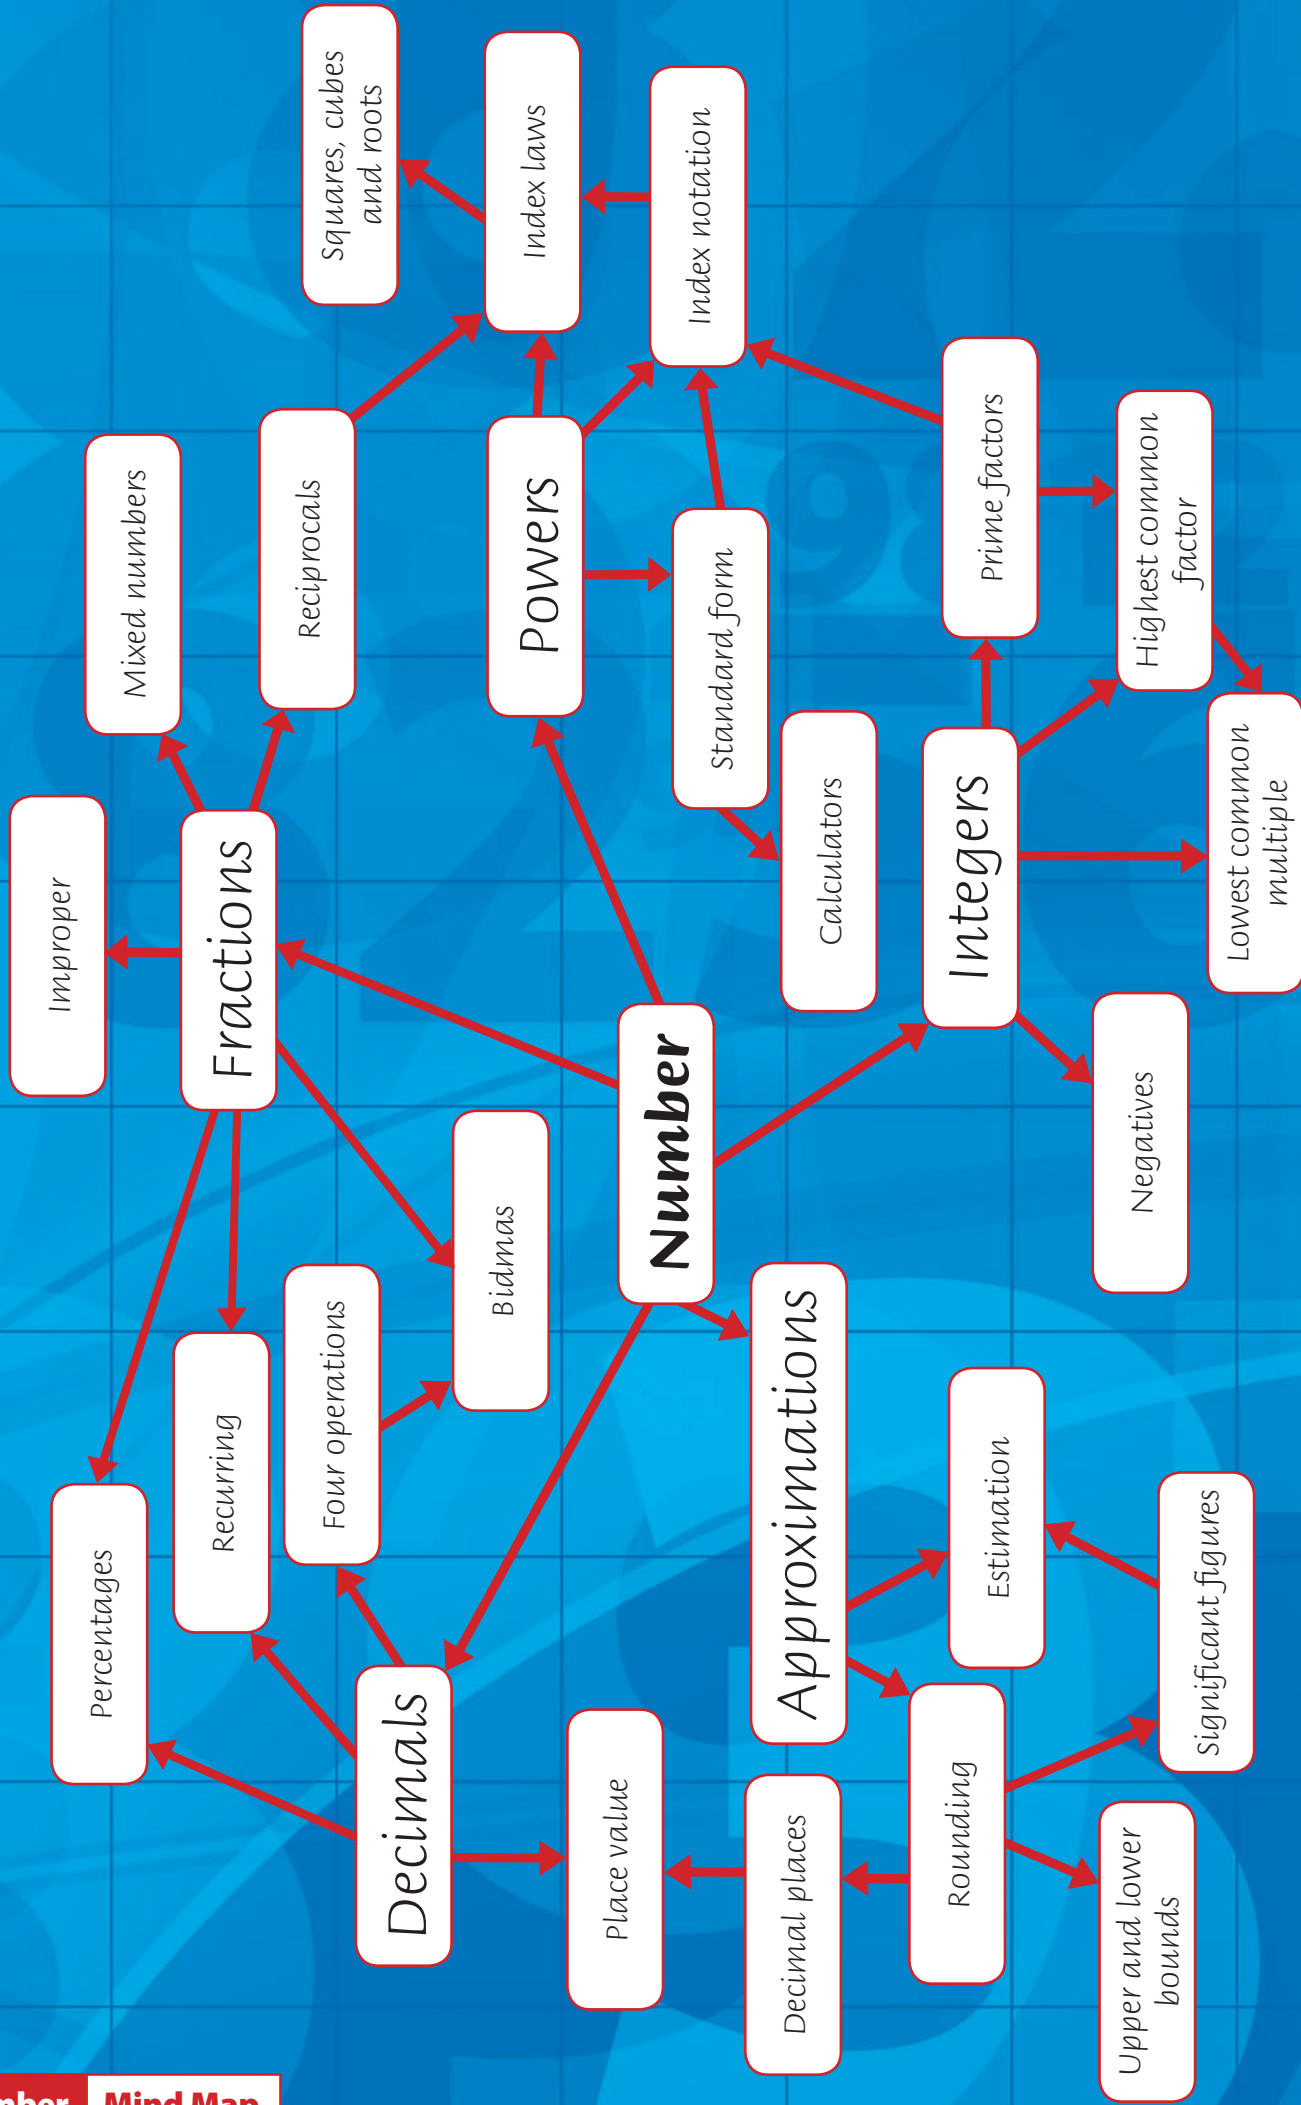 Mind Map
Percentages
Improper
Mixed numbers
Recurring
Fractions
Reciprocals
Squares, cubes
and roots
Four operations
Decimals
Bidmas
Powers
Index laws
Place value
Number
Standard form
Index notation
Decimal places
Approximations
Calculators
Rounding
Estimation
Integers
Prime factors
Upper and lower
bounds
Significant figures
Negatives
Highest common
factor
Lowest common
multiple